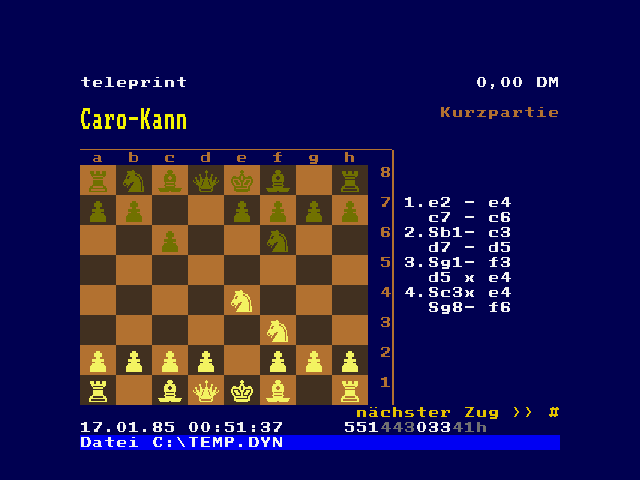 teleprint 0,00 DM
Caro-Kann Kurzpartie
a b c d e f g h
8
7
6
5
4
3
2
1
1.e2 - e4
c7 - c6
2.Sb1- c3
d7 - d5
3.Sg1- f3
d5 x e4
4.Sc3x e4
Sg8- f6
nächster Zug >> #
17.01.85 00:51:37 55144303341h
Datei C:\TEMP.DYN